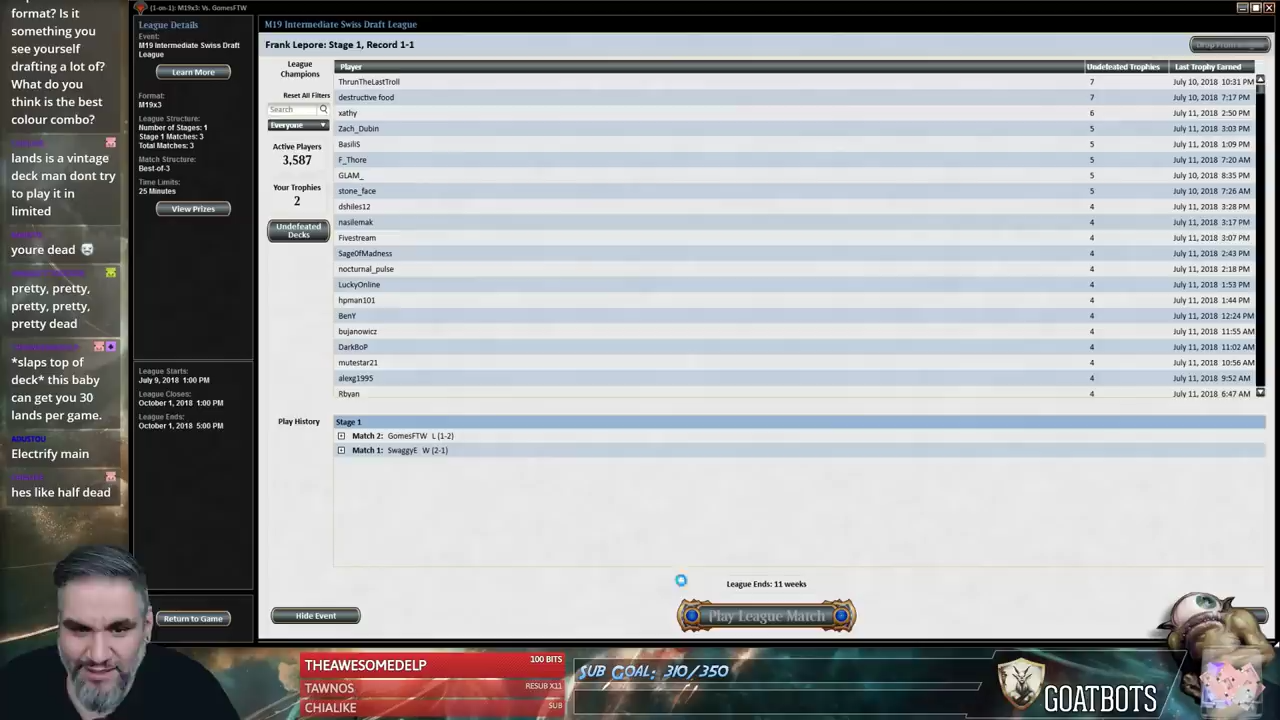 format? Is it
something you
see yourself
drafting a lot of?
What do you
think is the best
colour combo?
lands is a vintage
deck man dont try
to play it in
limited
youre dead
pretty, pretty,
pretty, pretty,
pretty dead
*slaps top of
deck* this baby
can get you 30
lands per game.
ADUSTOU
Electrify main
hes like half dead
(1-on-1): M19x3: Vs. GomesFTW
League Details
Event:
M19 Intermediate Swiss Draft
League
Learn More
Format:
M19x3
League Structure:
Number of Stages: 1
Stage 1 Matches: 3
Total Matches: 3
Match Structure:
Best-of-3
Time Limits:
25 Minutes
View Prizes
League Starts:
July 9, 2018 1:00 PM
League Closes:
October 1, 2018 1:00 PM
League Ends:
October 1, 2018 5:00 PM
Return to Game
M19 Intermediate Swiss Draft League
Frank Lepore: Stage 1, Record 1-1
League
Champions
Reset All Filters
Search
Everyone
Active Players
3,587
Your Trophies
2
Undefeated
Decks
Player Undefeated Trophies Last Trophy Earned
ThrunTheLastTroll 7 July 10, 2018 10:31 PM
destructive food 7 July 10, 2018 7:17 PM
xathy 6 July 11, 2018 2:50 PM
Zach_Dubin 5 July 11, 2018 3:03 PM
BasiliS 5 July 11, 2018 1:09 PM
F_Thore 5 July 11, 2018 7:20 AM
GLAM_ 5 July 10, 2018 8:35 PM
stone_face 5 July 10, 2018 7:26 AM
dshiles12 4 July 11, 2018 3:28 PM
nasilemak 4 July 11, 2018 3:17 PM
Fivestream 4 July 11, 2018 3:07 PM
SageOfMadness 4 July 11, 2018 2:43 PM
nocturnal_pulse 4 July 11, 2018 2:18 PM
LuckyOnline 4 July 11, 2018 1:53 PM
hpman101 4 July 11, 2018 1:44 PM
BenY 4 July 11, 2018 12:24 PM
bujanowicz 4 July 11, 2018 11:55 AM
DarkBoP 4 July 11, 2018 11:02 AM
mutestar21 4 July 11, 2018 10:56 AM
alexg1995 4 July 11, 2018 9:52 AM
Rbyan 4 July 11, 2018 6:47 AM
Play History
Stage 1
Match 2: GomesFTW L (1-2)
Match 1: SwaggyE W (2-1)
League Ends: 11 weeks
Hide Event
Play League Match
THEAWESOMEDELP 100 BITS
TAWNOS RESUB X11
CHIALIKE SUB
SUB GOAL: 310/350
GOATBOTS